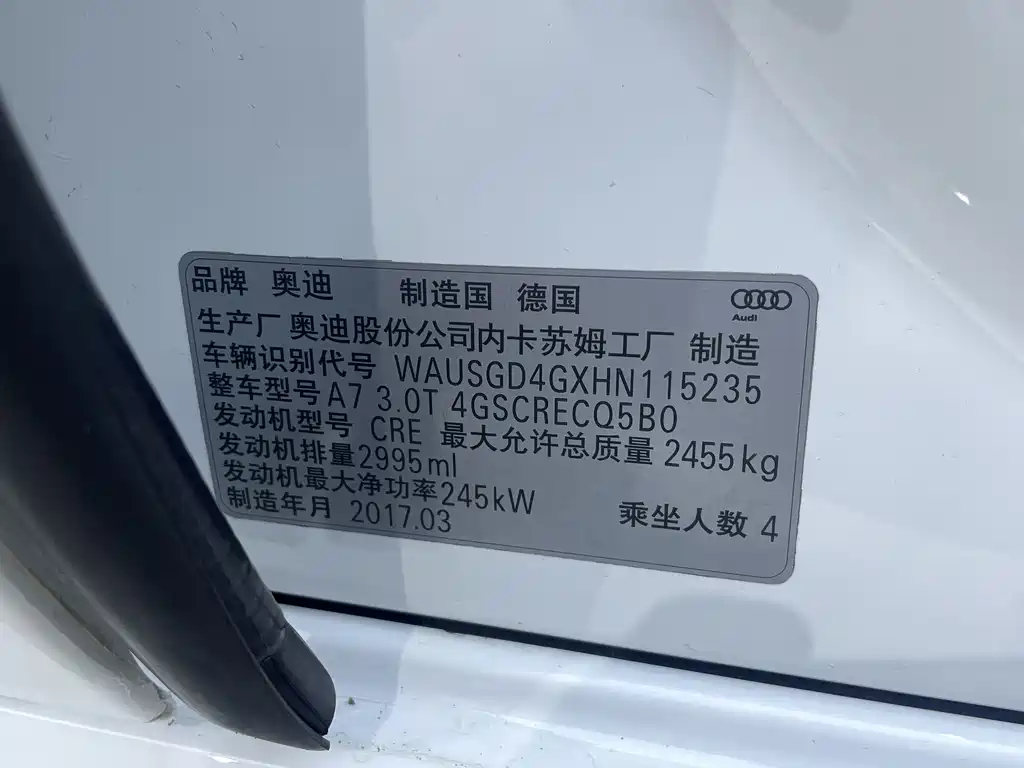 品牌 奥迪 制造国 德国
Audi
生产厂 奥迪股份公司内卡苏姆工厂 制造
车辆识别代号 WAUSGD4GXHN115235
整车型号 A7 3.0T 4GSCRECQ5B0
发动机型号 CRE 最大允许总质量 2455kg
发动机排量 2995ml
发动机最大净功率 245kW
制造年月 2017.03 乘坐人数 4